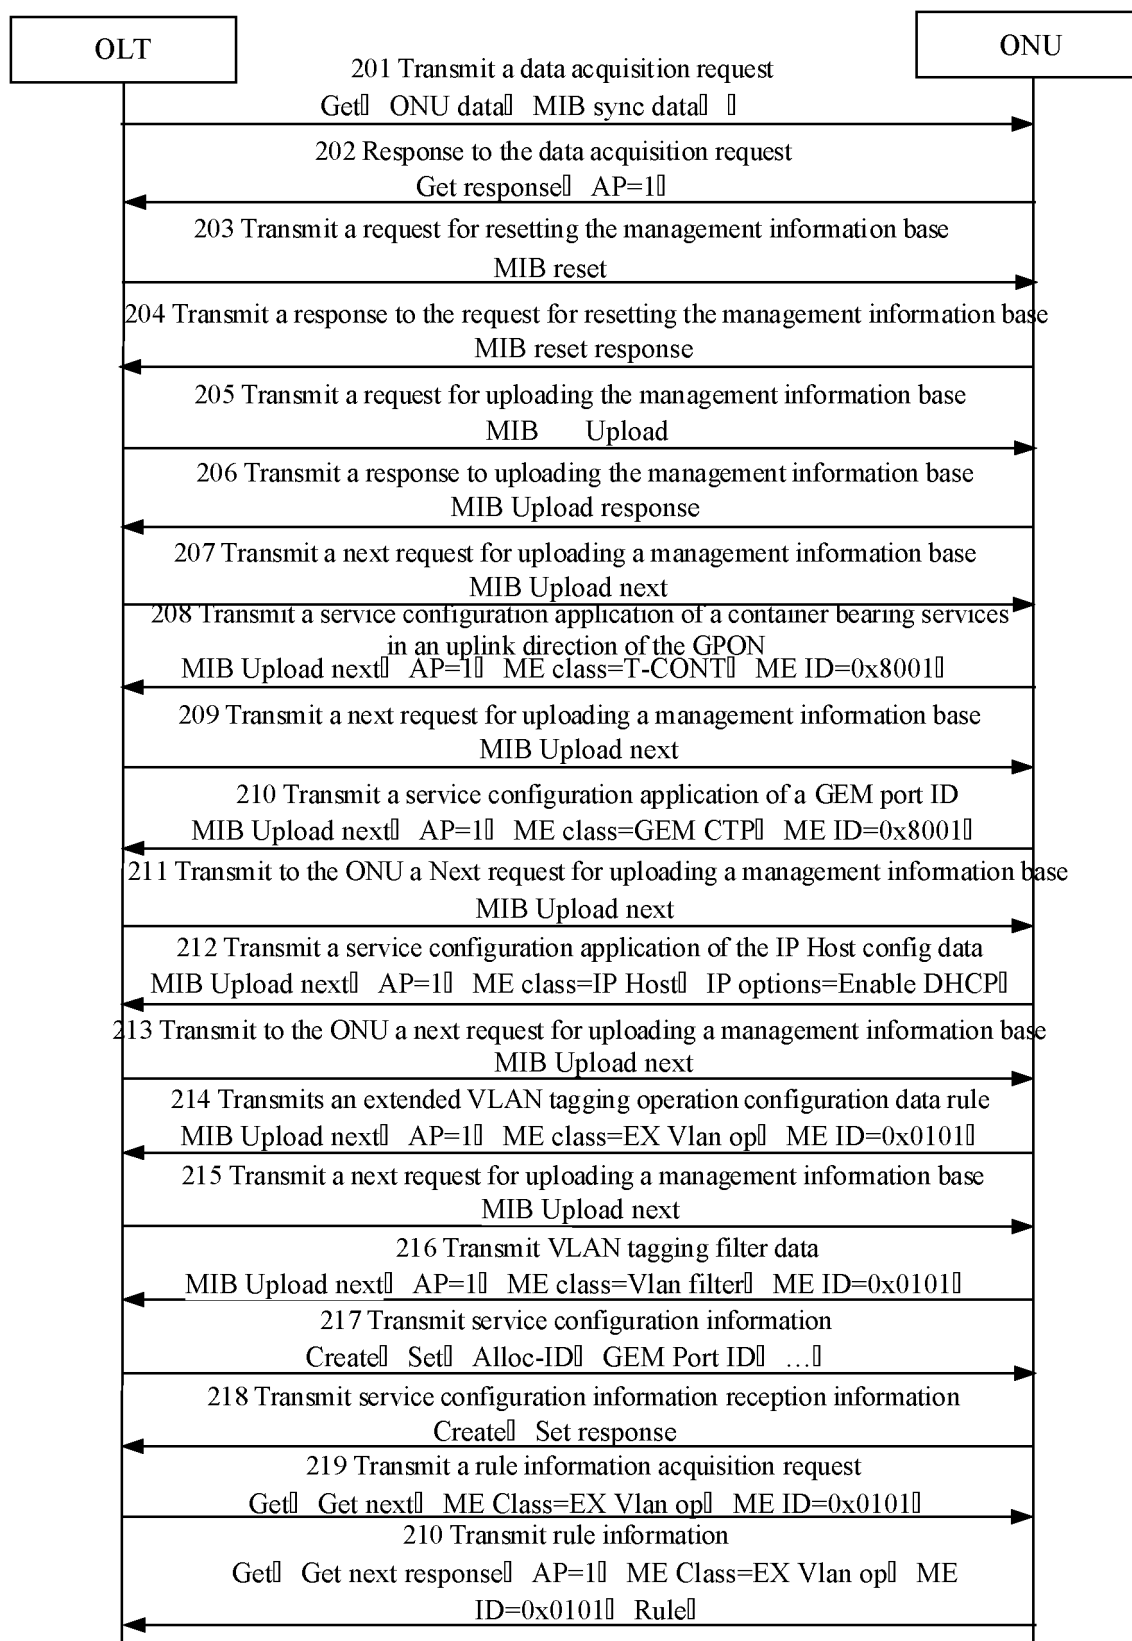 OLT
ONU
201 Transmit a data acquisition request
Get▯ ONU data▯ MIB sync data▯ ▯
202 Response to the data acquisition request
Get response▯ AP=1▯
203 Transmit a request for resetting the management information base
MIB reset
204 Transmit a response to the request for resetting the management information base
MIB reset response
205 Transmit a request for uploading the management information base
MIB Upload
206 Transmit a response to uploading the management information base
MIB Upload response
207 Transmit a next request for uploading a management information base
MIB Upload next
208 Transmit a service configuration application of a container bearing services
in an uplink direction of the GPON
MIB Upload next▯ AP=1▯ ME class=T-CONT▯ ME ID=0x8001▯
209 Transmit a next request for uploading a management information base
MIB Upload next
210 Transmit a service configuration application of a GEM port ID
MIB Upload next▯ AP=1▯ ME class=GEM CTP▯ ME ID=0x8001▯
211 Transmit to the ONU a Next request for uploading a management information base
MIB Upload next
212 Transmit a service configuration application of the IP Host config data
MIB Upload next▯ AP=1▯ ME class=IP Host▯ IP options=Enable DHCP▯
213 Transmit to the ONU a next request for uploading a management information base
MIB Upload next
214 Transmits an extended VLAN tagging operation configuration data rule
MIB Upload next▯ AP=1▯ ME class=EX Vlan op▯ ME ID=0x0101▯
215 Transmit a next request for uploading a management information base
MIB Upload next
216 Transmit VLAN tagging filter data
MIB Upload next▯ AP=1▯ ME class=Vlan filter▯ ME ID=0x0101▯
217 Transmit service configuration information
Create▯ Set▯ Alloc-ID▯ GEM Port ID▯ ...▯
218 Transmit service configuration information reception information
Create▯ Set response
219 Transmit a rule information acquisition request
Get▯ Get next▯ ME Class=EX Vlan op▯ ME ID=0x0101▯
210 Transmit rule information
Get▯ Get next response▯ AP=1▯ ME Class=EX Vlan op▯ ME
ID=0x0101▯ Rule▯